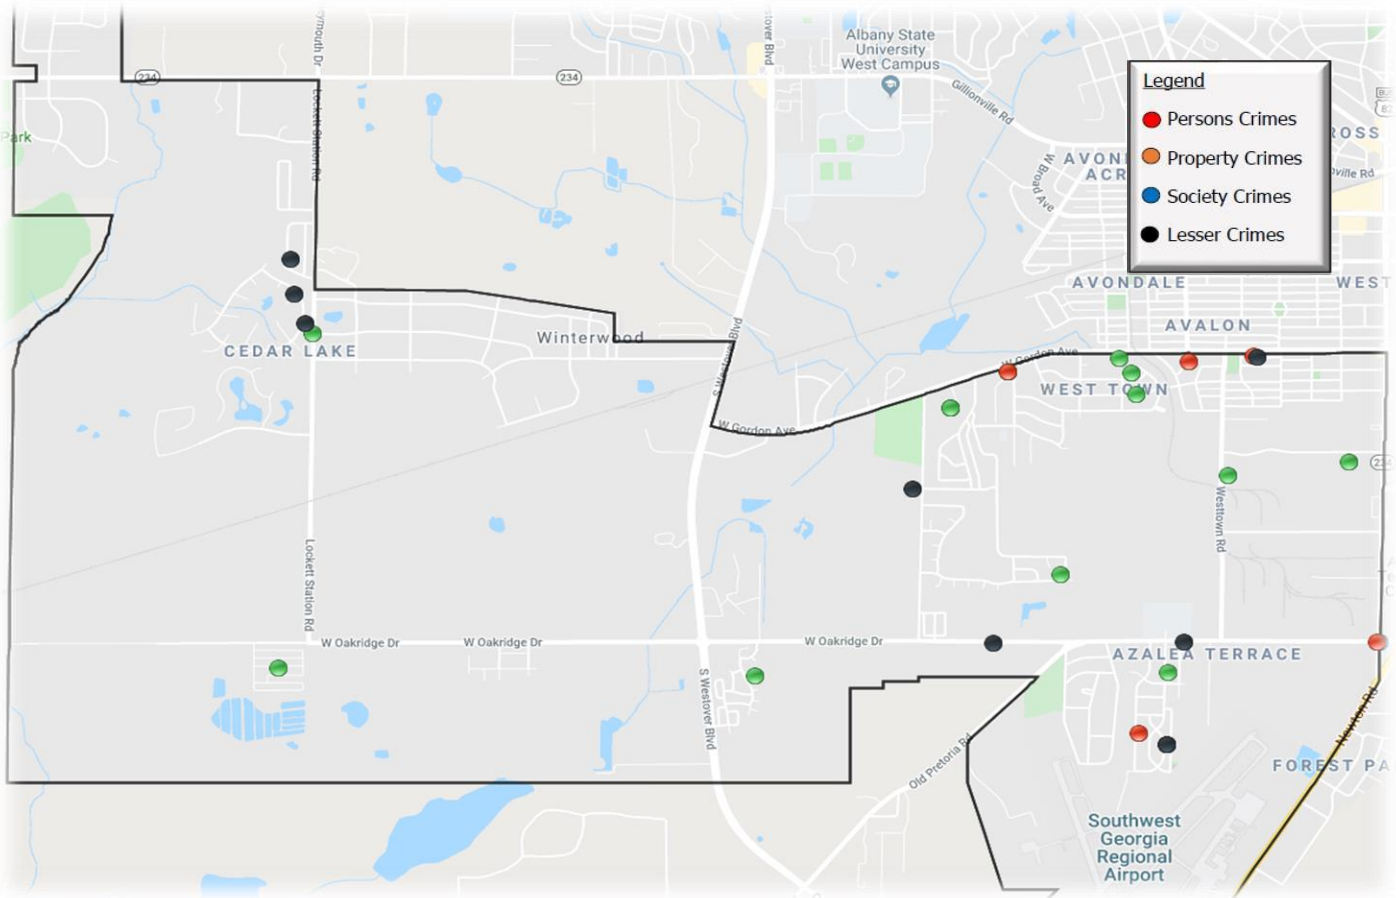 Albany State
University
West Campus
234
234
Gillionville Rd
W Broad Ave
Lockett Station Rd
Park
Legend
Persons Crimes
Property Crimes
Society Crimes
Lesser Crimes
AVONDALE
WEST
AVALON
Winterwood
S Westover Blvd
CEDAR LAKE
W Gordon Ave
WEST TOWN
W Gordon Ave
Westtown Rd
Lockett Station Rd
W Oakridge Dr
W Oakridge Dr
W Oakridge Dr
AZALEA TERRACE
S Westover Blvd
Old Pretoria Rd
Newton Rd
FOREST PA
Southwest
Georgia
Regional
Airport